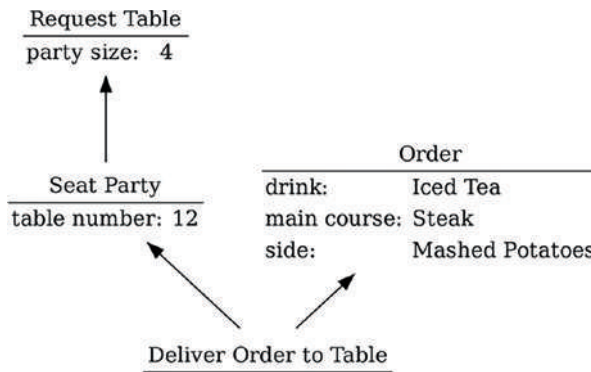 Request Table
party size: 4
Seat Party
table number: 12
Order
drink: Iced Tea
main course: Steak
side: Mashed Potatoes
Deliver Order to Table